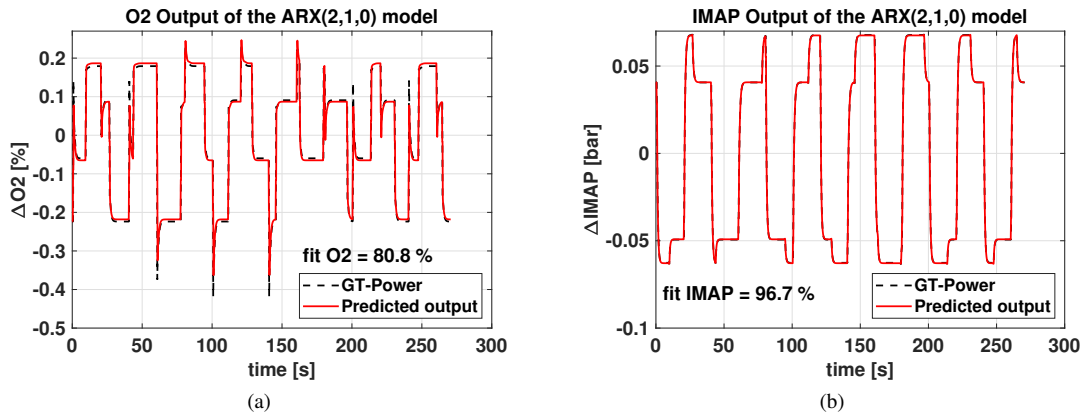 O2 Output of the ARX(2,1,0) model
0.2
0.1
0
-0.1
-0.2
-0.3
-0.4
-0.5
ΔO2 [%]
fit O2 = 80.8 %
GT-Power
Predicted output
0 50 100 150 200 250 300
time [s]
(a)
IMAP Output of the ARX(2,1,0) model
0.05
0
-0.05
-0.1
ΔIMAP [bar]
fit IMAP = 96.7 %
GT-Power
Predicted output
0 50 100 150 200 250 300
time [s]
(b)